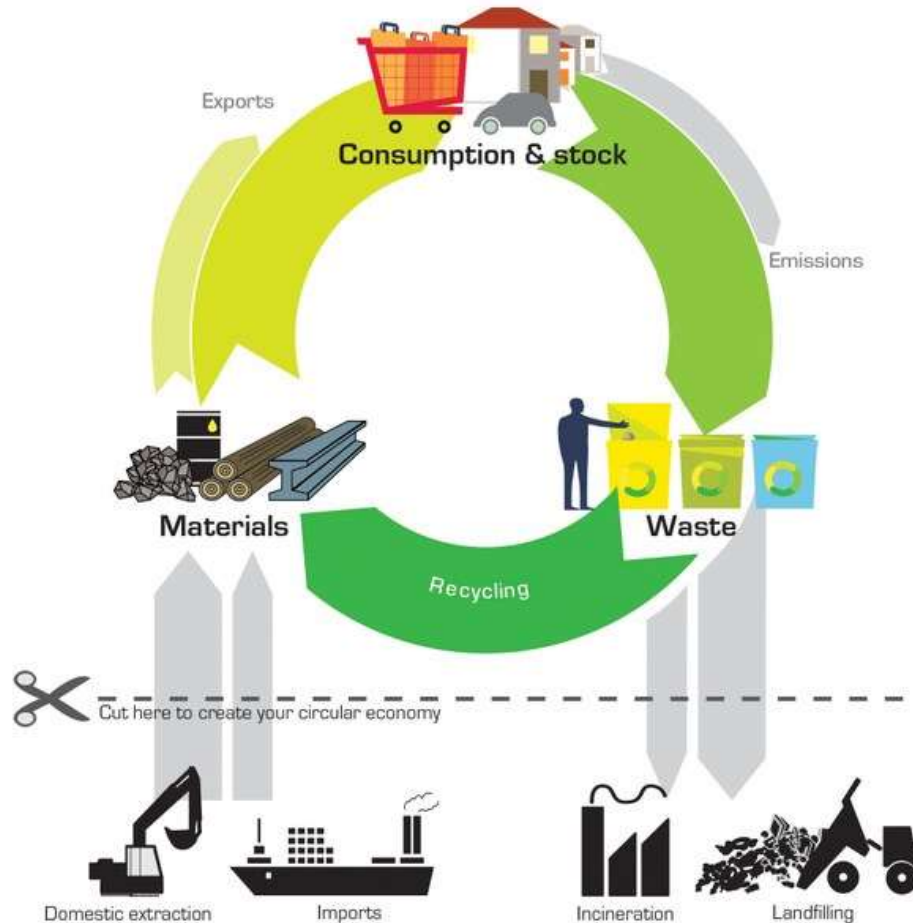 Exports
Consumption & stock
Emissions
Materials
Waste
Recycling
Cut here to create your circular economy
Domestic extraction
Imports
Incineration
Landfilling